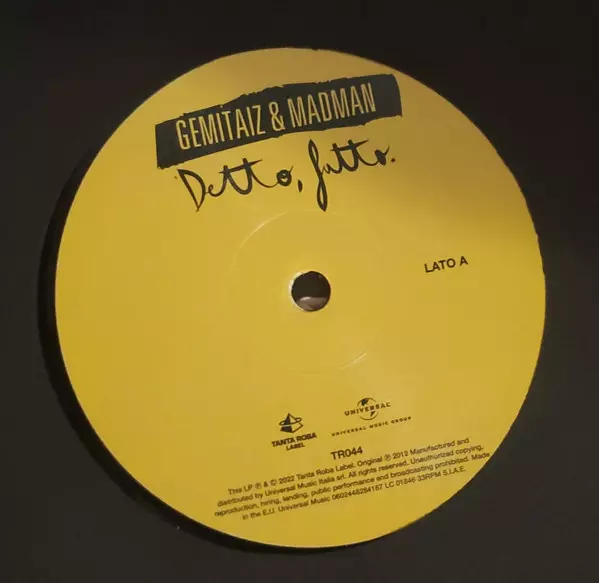 GEMITAIZ & MADMAN
Detto, fatto.
LATO A
TANTA ROBA
LABEL
UNIVERSAL
UNIVERSAL MUSIC GROUP
TR044
This LP ℗ & © 2022 Tanta Roba Label. Original ℗ 2012 Manufactured and
distributed by Universal Music Italia srl. All rights reserved. Unauthorized copying,
reproduction, hiring, lending, public performance and broadcasting prohibited. Made
in the E.U. Universal Music 0602448284167 LC 01846 33RPM S.I.A.E.